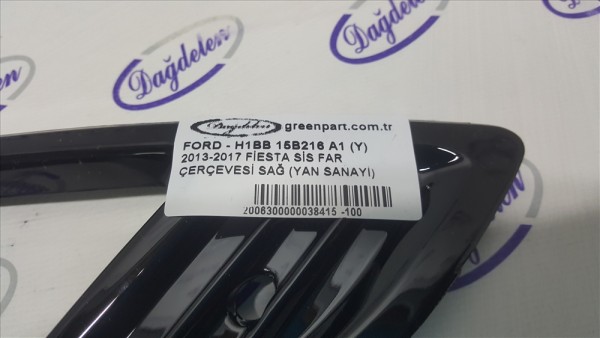 Dağdelen
Dağdelen
Dağdelen greenpart.com.tr
FORD - H1BB 15B216 A1 (Y)
2013-2017 FİESTA SİS FAR
ÇERÇEVESİ SAĞ (YAN SANAYİ)
2006300000038415 -100